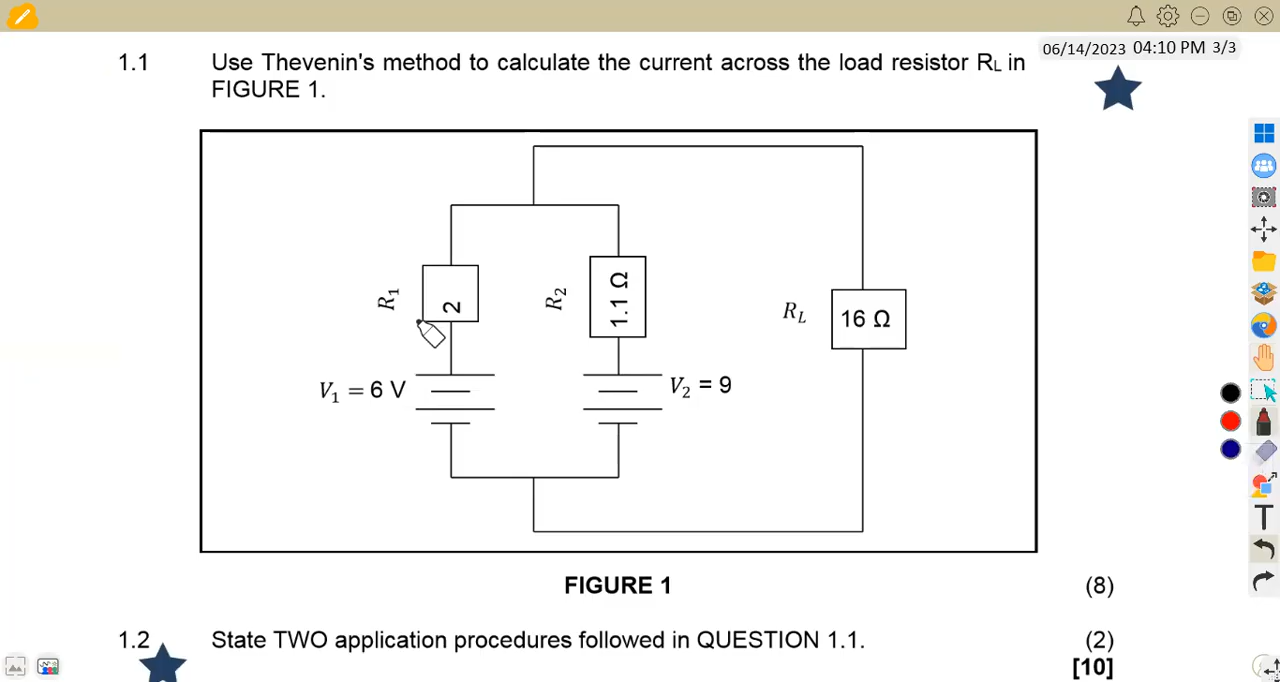 06/14/2023 04:10 PM 3/3
1.1 Use Thevenin's method to calculate the current across the load resistor RL in
FIGURE 1.
R1
2
R2
1.1 Ω
RL
16 Ω
V1 = 6 V
V2 = 9
FIGURE 1 (8)
1.2 State TWO application procedures followed in QUESTION 1.1. (2)
[10]
T